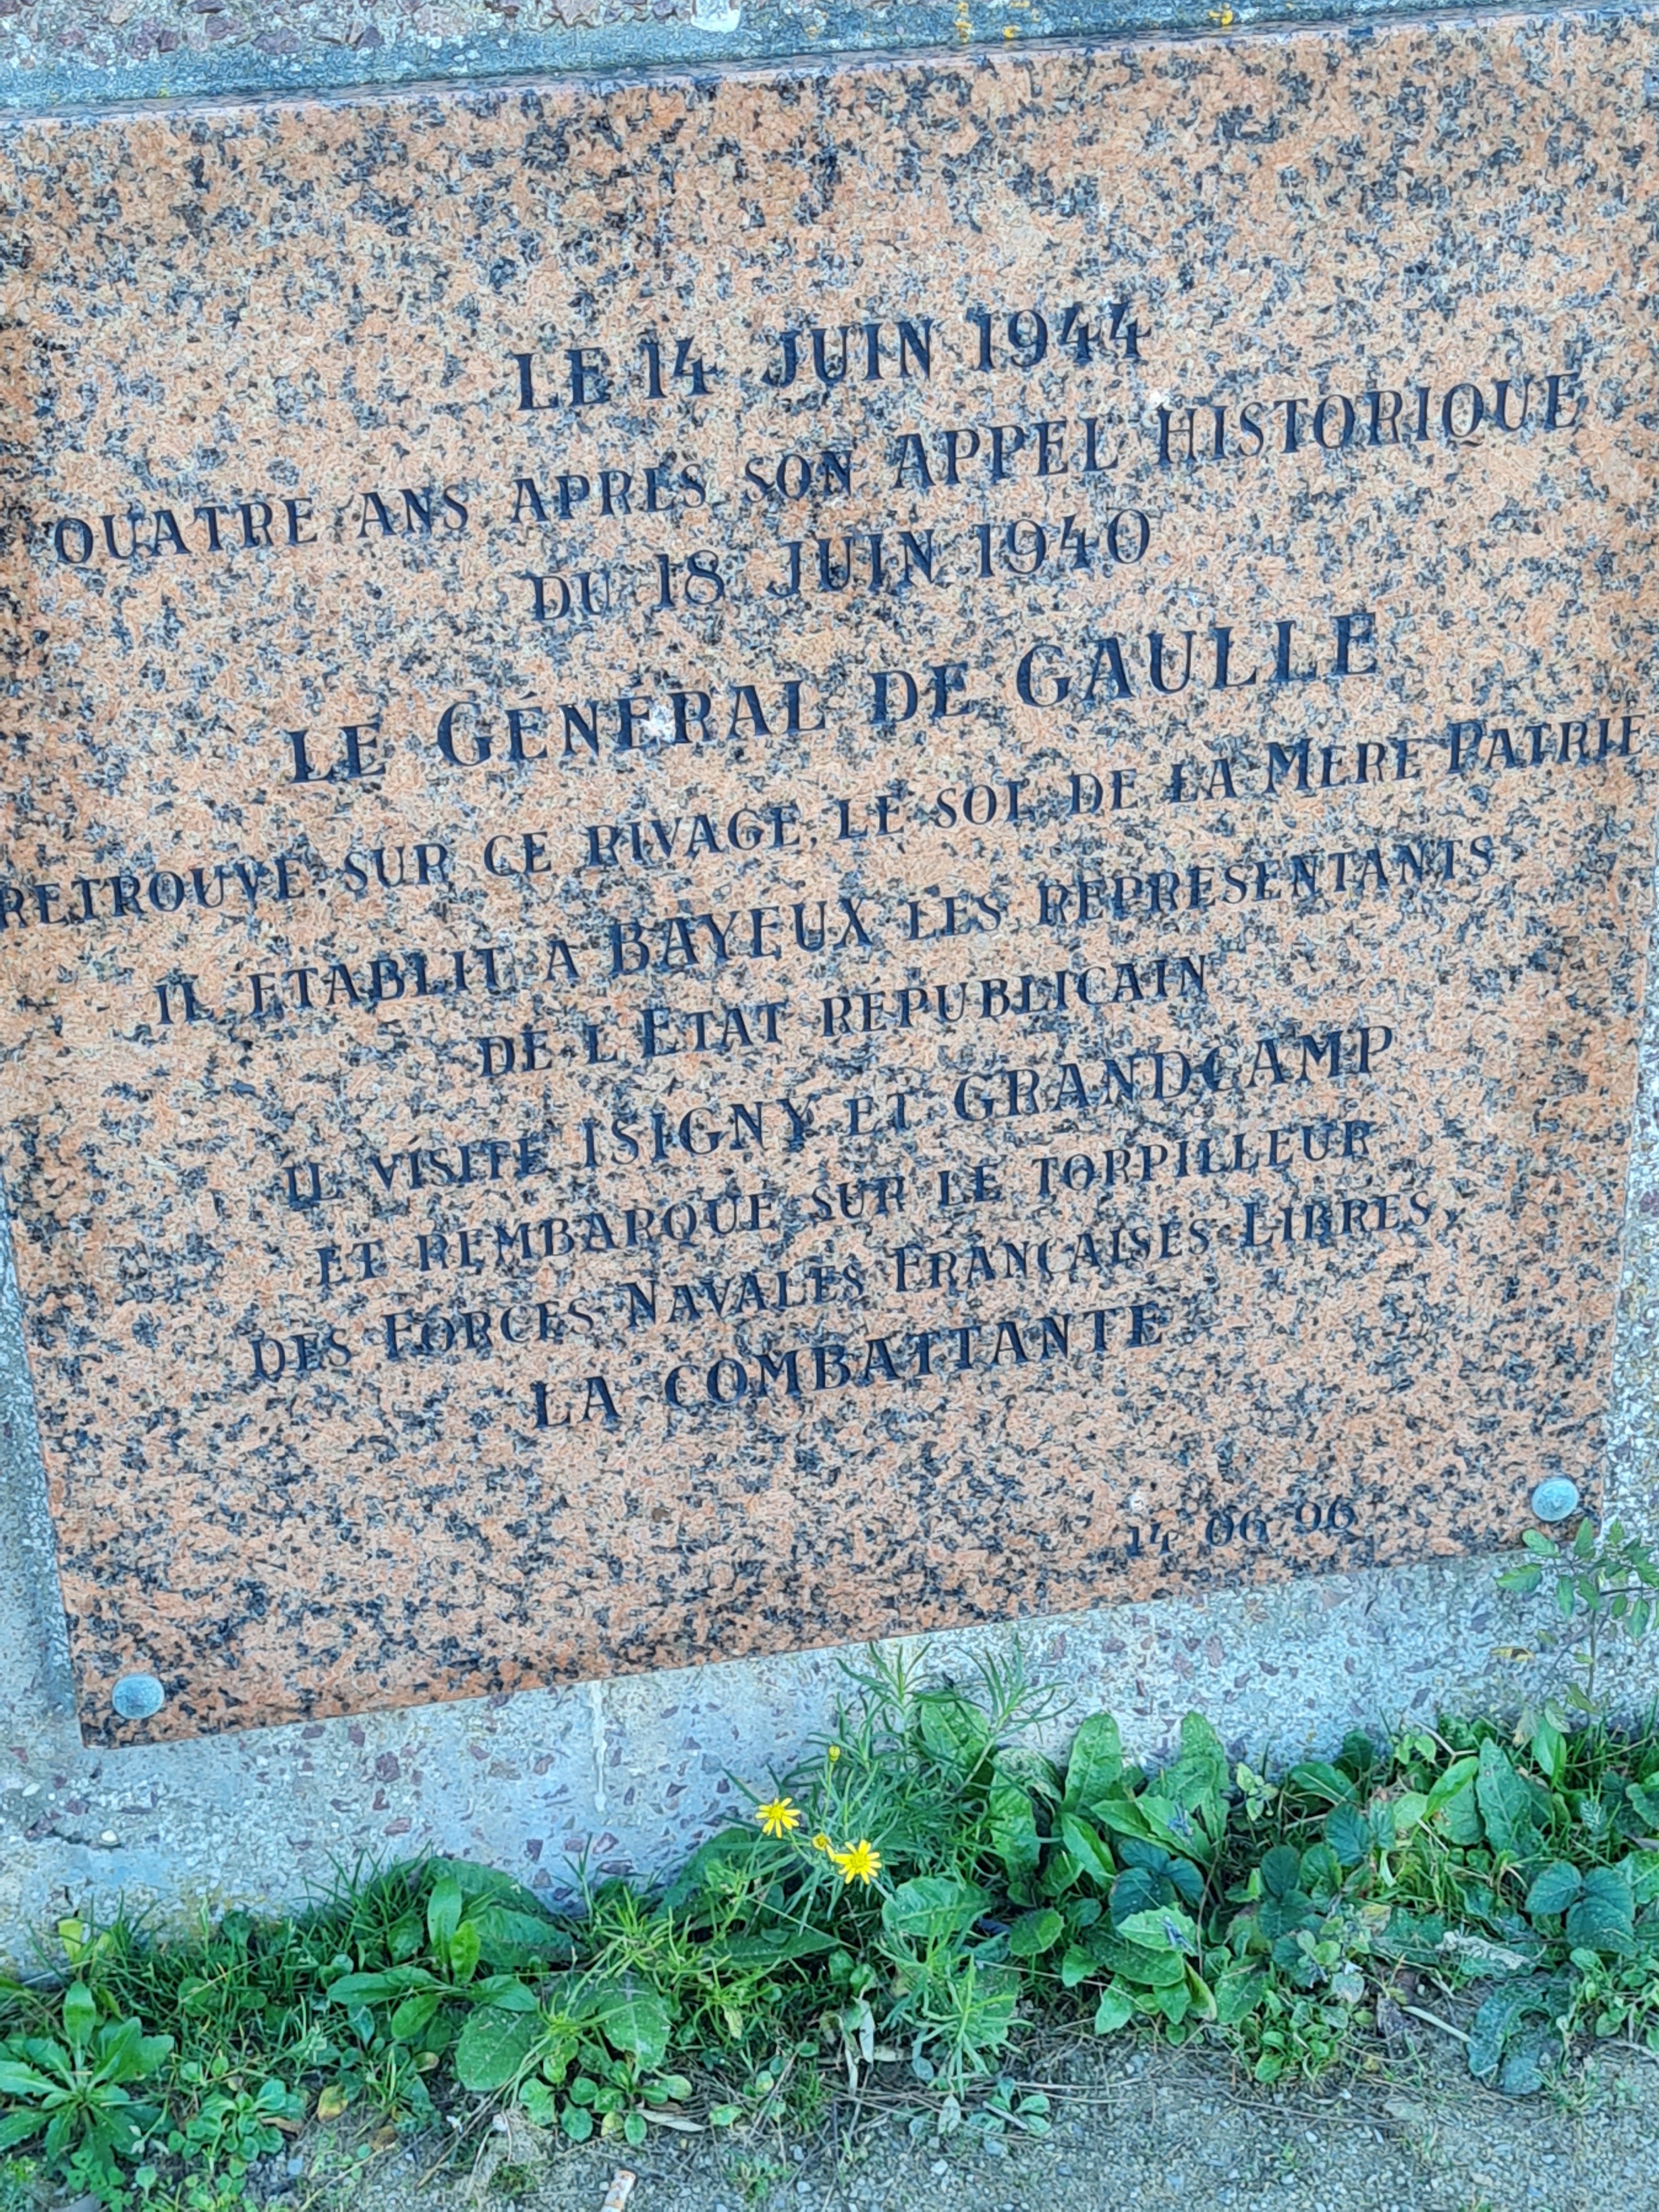 LE 14 JUIN 1944
QUATRE ANS APRES SON APPEL HISTORIQUE
DU 18 JUIN 1940
LE GÉNÉRAL DE GAULLE
RETROUVE, SUR CE RIVAGE, LE SOL DE LA MERE PATRIE
IL ETABLIT A BAYEUX LES REPRESENTANTS
DE L'ETAT RÉPUBLICAIN
IL VISITE ISIGNY ET GRANDCAMP
ET REMBARQUE SUR LE TORPILLEUR
DES FORCES NAVALES FRANÇAISES LIBRES,
LA COMBATTANTE
14 06 96